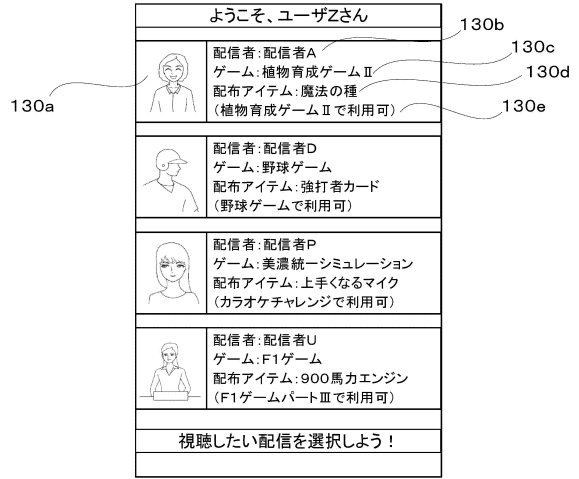 ようこそ、ユーザZさん
130a
130b
130c
130d
130e
配信者:配信者A
ゲーム:植物育成ゲームⅡ
配布アイテム:魔法の種
(植物育成ゲームⅡで利用可)
配信者:配信者D
ゲーム:野球ゲーム
配布アイテム:強打者カード
(野球ゲームで利用可)
配信者:配信者P
ゲーム:美濃統一シミュレーション
配布アイテム:上手くなるマイク
(カラオケチャレンジで利用可)
配信者:配信者U
ゲーム:F1ゲーム
配布アイテム:900馬力エンジン
(F1ゲームパートⅢで利用可)
視聴したい配信を選択しよう!